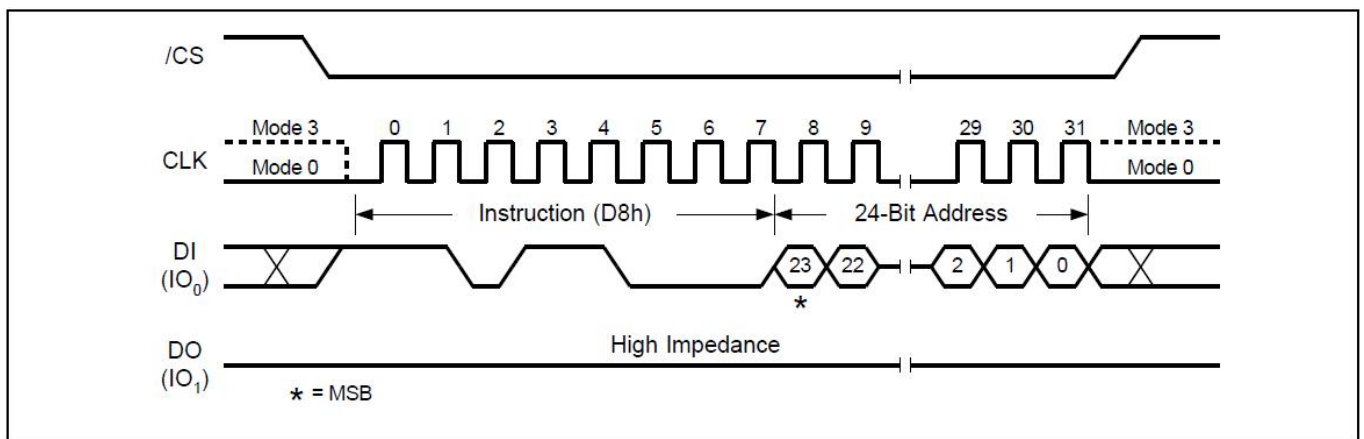 /CS
Mode 3 0 1 2 3 4 5 6 7 8 9 29 30 31 Mode 3
CLK
Mode 0 Mode 0
Instruction (D8h) 24-Bit Address
DI
(IO0)
23 22 2 1 0
*
High Impedance
DO
(IO1)
* = MSB